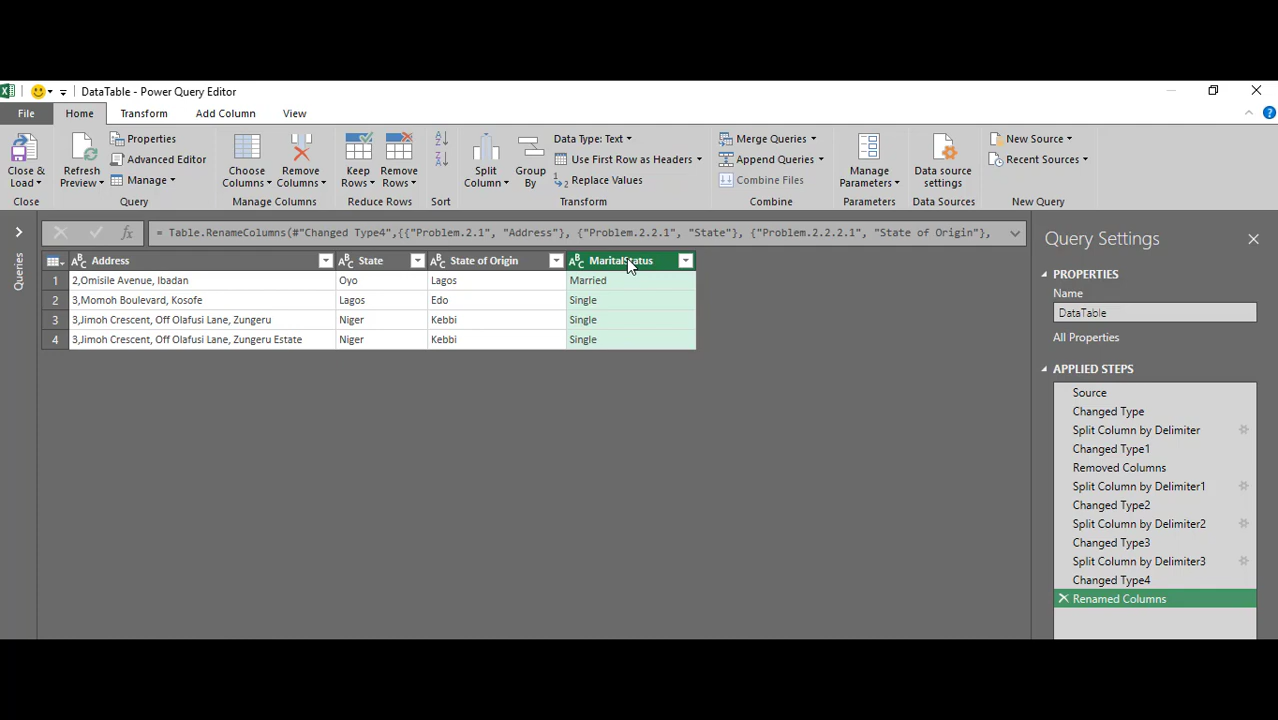 DataTable - Power Query Editor
File Home Transform Add Column View
Close & Load
Refresh Preview
Properties
Advanced Editor
Manage
Choose Columns
Remove Columns
Keep Rows
Remove Rows
Split Column
Group By
Data Type: Text
Use First Row as Headers
Replace Values
Merge Queries
Append Queries
Combine Files
Manage Parameters
Data source settings
New Source
Recent Sources
Close Query Manage Columns Reduce Rows Sort Transform Combine Parameters Data Sources New Query
Queries
= Table.RenameColumns(#"Changed Type4",{{"Problem.2.1", "Address"}, {"Problem.2.2.1", "State"}, {"Problem.2.2.2.1", "State of Origin"},
Address State State of Origin MaritalStatus
1 2,Omisile Avenue, Ibadan Oyo Lagos Married
2 3,Momoh Boulevard, Kosofe Lagos Edo Single
3 3,Jimoh Crescent, Off Olafusi Lane, Zungeru Niger Kebbi Single
4 3,Jimoh Crescent, Off Olafusi Lane, Zungeru Estate Niger Kebbi Single
Query Settings
PROPERTIES
Name
DataTable
All Properties
APPLIED STEPS
Source
Changed Type
Split Column by Delimiter
Changed Type1
Removed Columns
Split Column by Delimiter1
Changed Type2
Split Column by Delimiter2
Changed Type3
Split Column by Delimiter3
Changed Type4
Renamed Columns